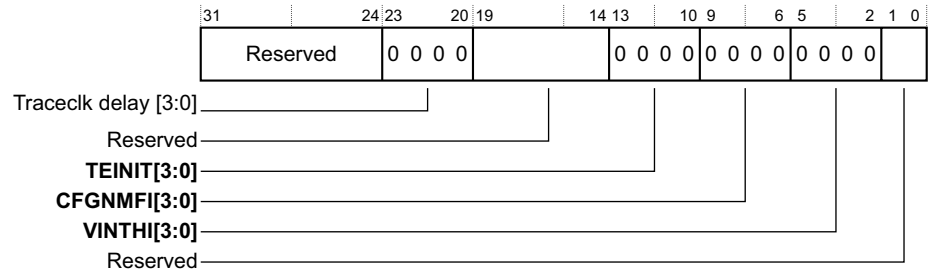 31 24 23 20 19 14 13 10 9 6 5 2 1 0
Reserved 0 0 0 0 0 0 0 0 0 0 0 0 0 0 0 0
Traceclk delay [3:0]
Reserved
TEINIT[3:0]
CFGNMFI[3:0]
VINTHI[3:0]
Reserved